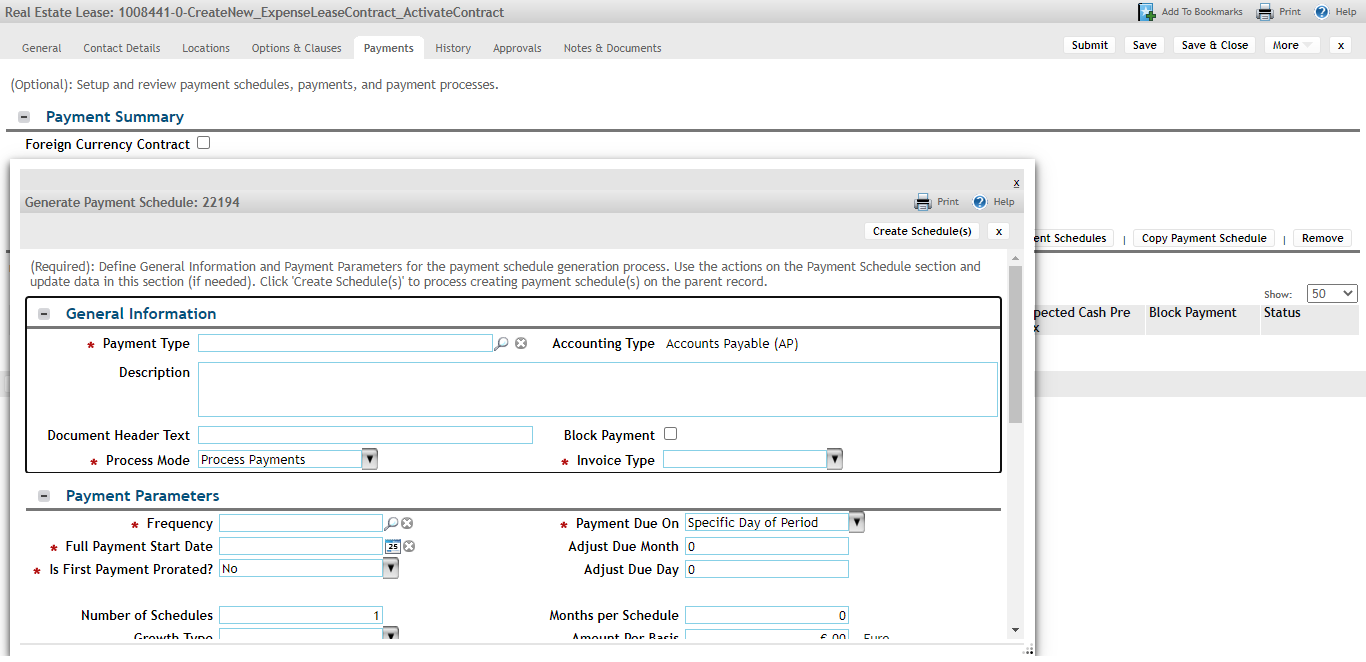 Real Estate Lease: 1008441-0-CreateNew_ExpenseLeaseContract_ActivateContract
Add To Bookmarks Print Help
General Contact Details Locations Options & Clauses Payments History Approvals Notes & Documents
Submit Save Save & Close More x
(Optional): Setup and review payment schedules, payments, and payment processes.
Payment Summary
Foreign Currency Contract
x
Generate Payment Schedule: 22194
Print Help
Create Schedule(s) x
ent Schedules | Copy Payment Schedule | Remove
(Required): Define General Information and Payment Parameters for the payment schedule generation process. Use the actions on the Payment Schedule section and
update data in this section (if needed). Click 'Create Schedule(s)' to process creating payment schedule(s) on the parent record.
Show: 50
pected Cash Pre
x
Block Payment
Status
General Information
* Payment Type
Accounting Type Accounts Payable (AP)
Description
Document Header Text
Block Payment
* Process Mode Process Payments
* Invoice Type
Payment Parameters
* Frequency
* Payment Due On Specific Day of Period
* Full Payment Start Date 25
Adjust Due Month 0
* Is First Payment Prorated? No
Adjust Due Day 0
Number of Schedules 1
Months per Schedule 0
Growth Type
Amount Per Basis € 00 Euro